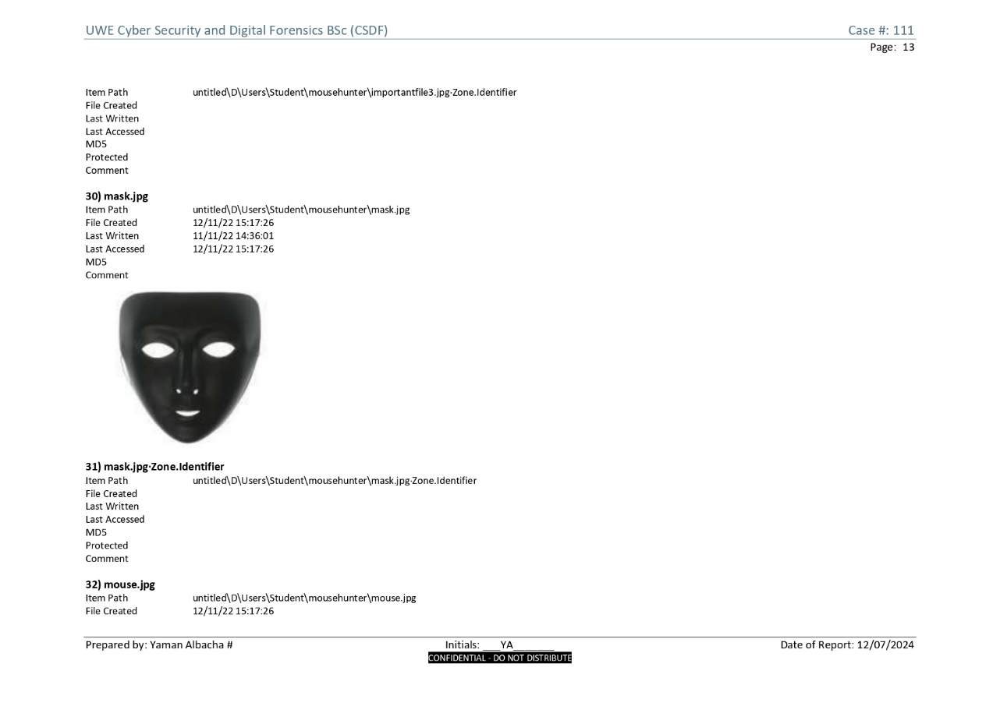 UWE Cyber Security and Digital Forensics BSc (CSDF) Case #: 111
Page: 13
Item Path untitled\D\Users\Student\mousehunter\importantfile3.jpg·Zone.Identifier
File Created
Last Written
Last Accessed
MD5
Protected
Comment
30) mask.jpg
Item Path untitled\D\Users\Student\mousehunter\mask.jpg
File Created 12/11/22 15:17:26
Last Written 11/11/22 14:36:01
Last Accessed 12/11/22 15:17:26
MD5
Comment
31) mask.jpg·Zone.Identifier
Item Path untitled\D\Users\Student\mousehunter\mask.jpg·Zone.Identifier
File Created
Last Written
Last Accessed
MD5
Protected
Comment
32) mouse.jpg
Item Path untitled\D\Users\Student\mousehunter\mouse.jpg
File Created 12/11/22 15:17:26
Prepared by: Yaman Albacha # Initials: ___YA_______ Date of Report: 12/07/2024
CONFIDENTIAL - DO NOT DISTRIBUTE